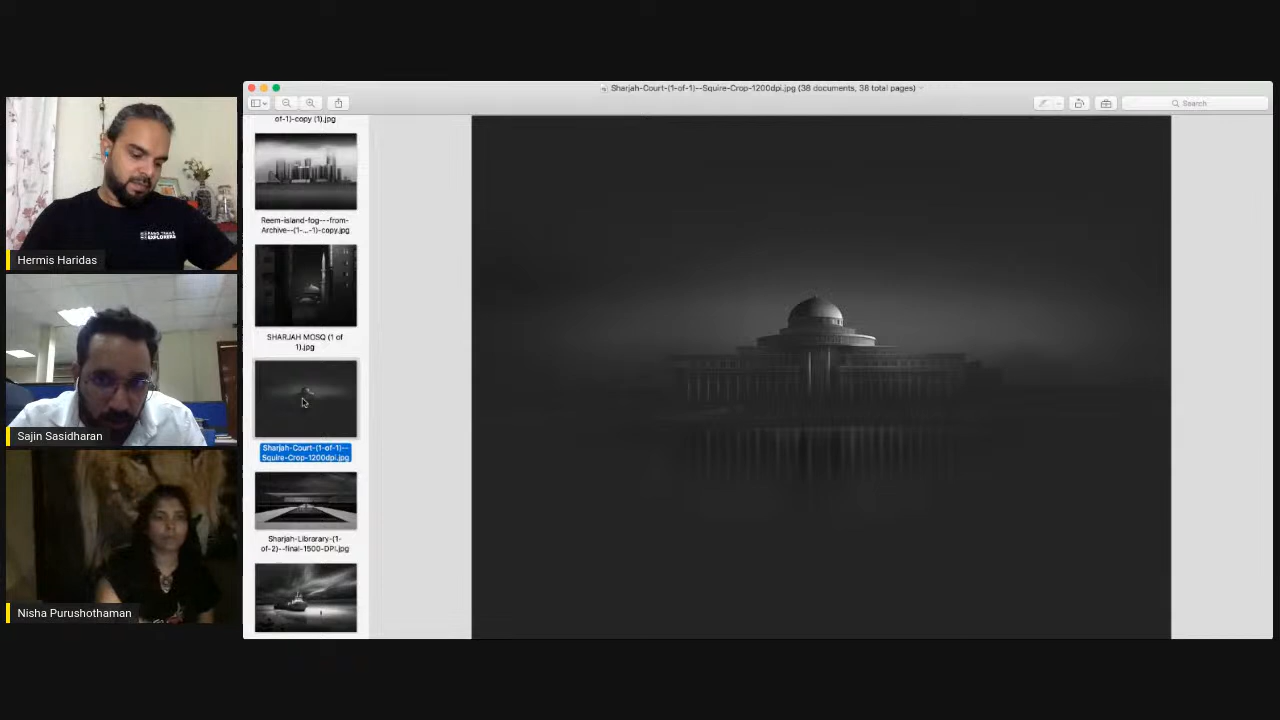 Sharjah-Court-(1-of-1)--Squire-Crop-1200dpi.jpg (38 documents, 38 total pages)
Search
of-1)-copy (1).jpg
Reem-island-fog---from-
Archive--(1-...-1)-copy.jpg
SHARJAH MOSQ (1 of
1).jpg
Sharjah-Court-(1-of-1)--
Squire-Crop-1200dpi.jpg
Sharjah-Librarary-(1-
of-2)--final-1500-DPI.jpg
EXPLORERS
Hermis Haridas
Sajin Sasidharan
Nisha Purushothaman